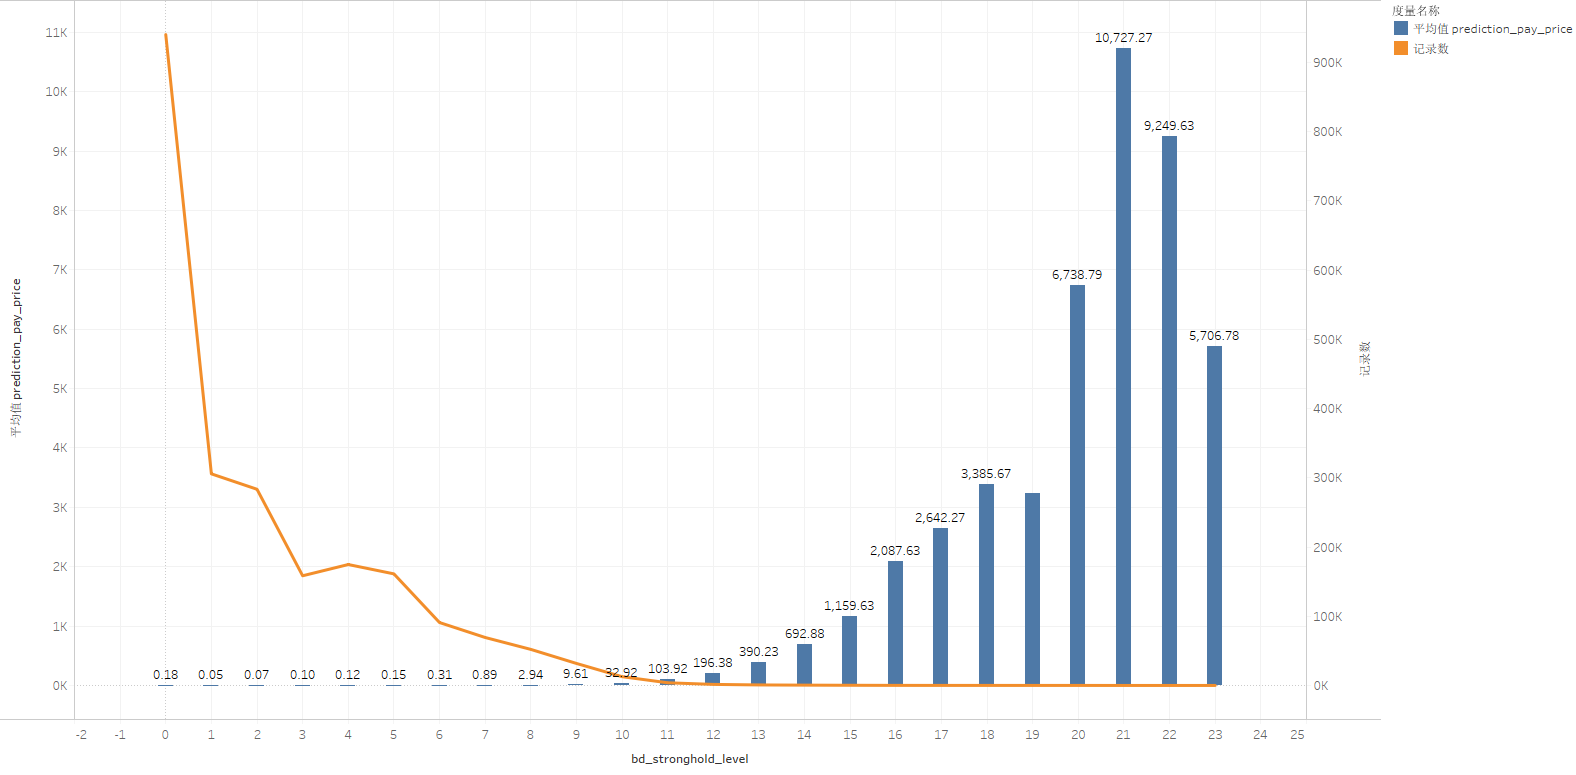 度量名称
平均值 prediction_pay_price
记录数
11K
10K
9K
8K
7K
6K
5K
4K
3K
2K
1K
0K
平均值 prediction_pay_price
0.18
0.05
0.07
0.10
0.12
0.15
0.31
0.89
2.94
9.61
32.92
103.92
196.38
390.23
692.88
1,159.63
2,087.63
2,642.27
3,385.67
6,738.79
10,727.27
9,249.63
5,706.78
900K
800K
700K
600K
500K
400K
300K
200K
100K
0K
记录数
-2 -1 0 1 2 3 4 5 6 7 8 9 10 11 12 13 14 15 16 17 18 19 20 21 22 23 24 25
bd_stronghold_level